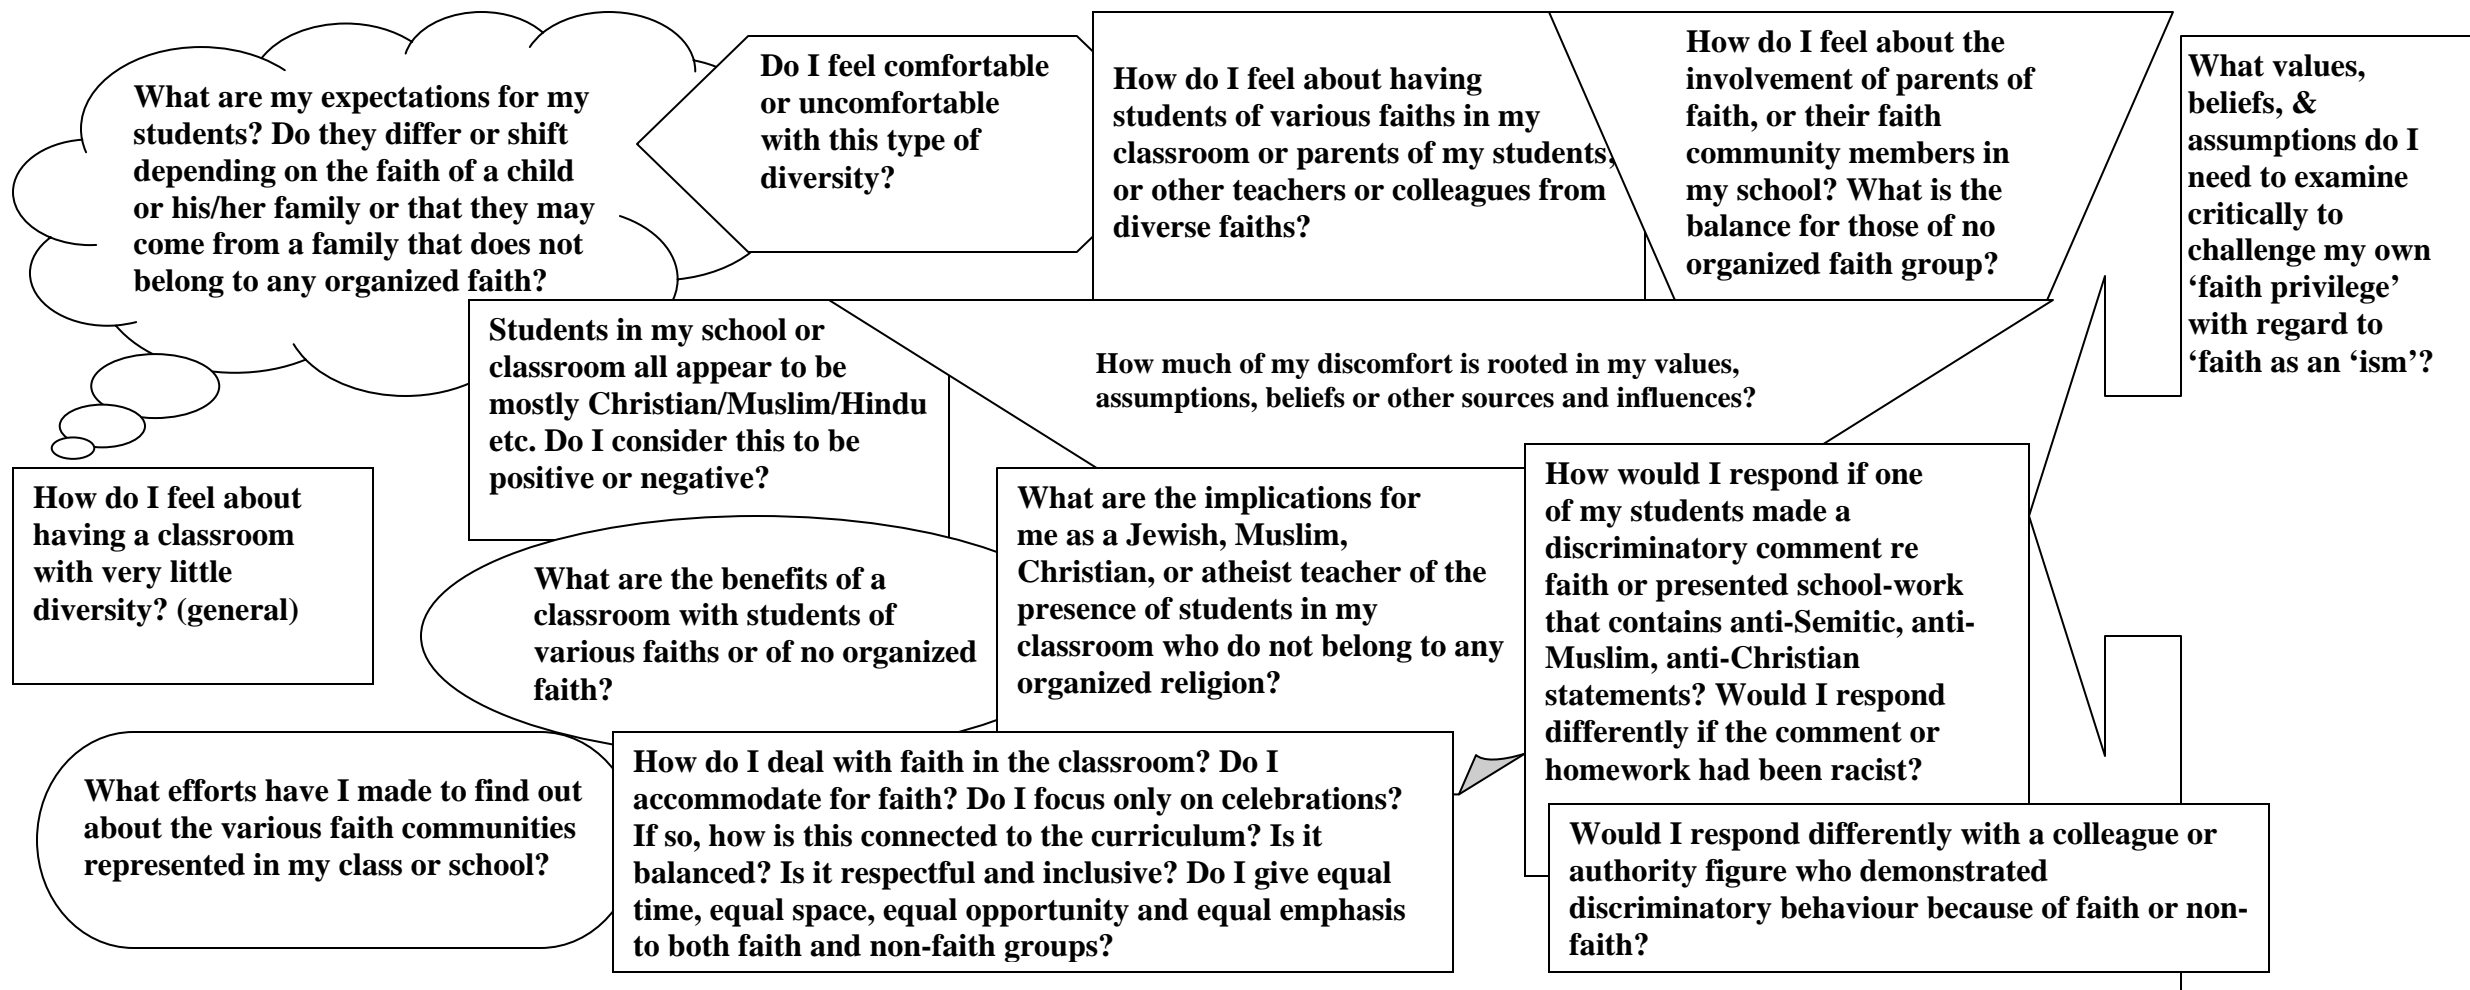 What are my expectations for my
students? Do they differ or shift
depending on the faith of a child
or his/her family or that they may
come from a family that does not
belong to any organized faith?
Do I feel comfortable
or uncomfortable
with this type of
diversity?
How do I feel about having
students of various faiths in my
classroom or parents of my students,
or other teachers or colleagues from
diverse faiths?
How do I feel about the
involvement of parents of
faith, or their faith
community members in
my school? What is the
balance for those of no
organized faith group?
What values,
beliefs, &
assumptions do I
need to examine
critically to
challenge my own
‘faith privilege’
with regard to
‘faith as an ‘ism’?
Students in my school or
classroom all appear to be
mostly Christian/Muslim/Hindu
etc. Do I consider this to be
positive or negative?
How much of my discomfort is rooted in my values,
assumptions, beliefs or other sources and influences?
How do I feel about
having a classroom
with very little
diversity? (general)
What are the benefits of a
classroom with students of
various faiths or of no organized
faith?
What are the implications for
me as a Jewish, Muslim,
Christian, or atheist teacher of the
presence of students in my
classroom who do not belong to any
organized religion?
How would I respond if one
of my students made a
discriminatory comment re
faith or presented school-work
that contains anti-Semitic, anti-
Muslim, anti-Christian
statements? Would I respond
differently if the comment or
homework had been racist?
What efforts have I made to find out
about the various faith communities
represented in my class or school?
How do I deal with faith in the classroom? Do I
accommodate for faith? Do I focus only on celebrations?
If so, how is this connected to the curriculum? Is it
balanced? Is it respectful and inclusive? Do I give equal
time, equal space, equal opportunity and equal emphasis
to both faith and non-faith groups?
Would I respond differently with a colleague or
authority figure who demonstrated
discriminatory behaviour because of faith or non-
faith?